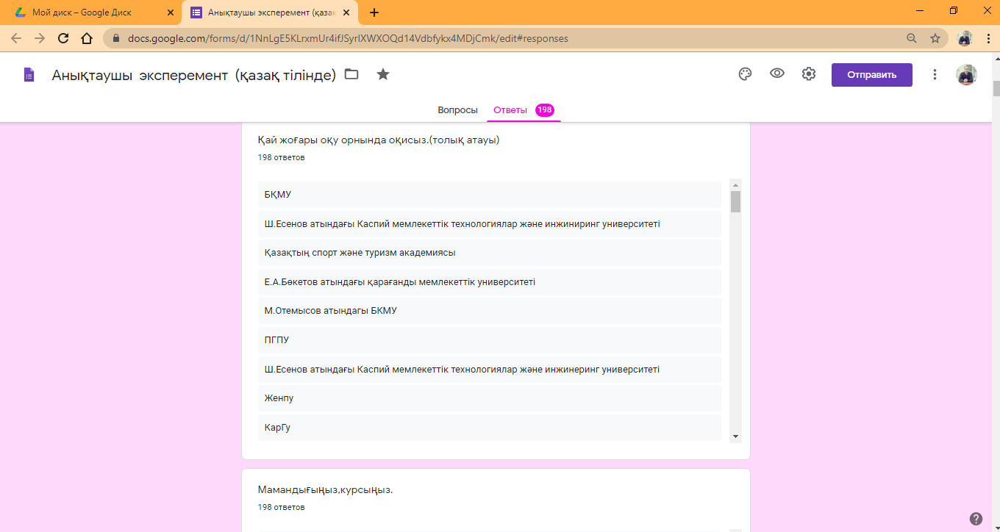 Мой диск – Google Диск
Анықтаушы эксперемент (қазақ
docs.google.com/forms/d/1NnLgE5KLrxmUr4ifJSyrIXWXOQd14Vdbfykx4MDjCmk/edit#responses
Анықтаушы эксперемент (қазақ тілінде)
Отправить
Вопросы
Ответы 198
Қай жоғары оқу орнында оқисыз.(толық атауы)
198 ответов
БҚМУ
Ш.Есенов атындағы Каспий мемлекеттік технологиялар және инжиниринг университеті
Қазақтың спорт және туризм академиясы
Е.А.Бөкетов атындағы қарағанды мемлекеттік университеті
М.Отемысов атындагы БКМУ
ПГПУ
Ш.Есенов атындағы Каспий мемлекеттік технологиялар және инжинеринг университеті
Женпу
КарГу
Мамандығыңыз,курсыңыз.
198 ответов